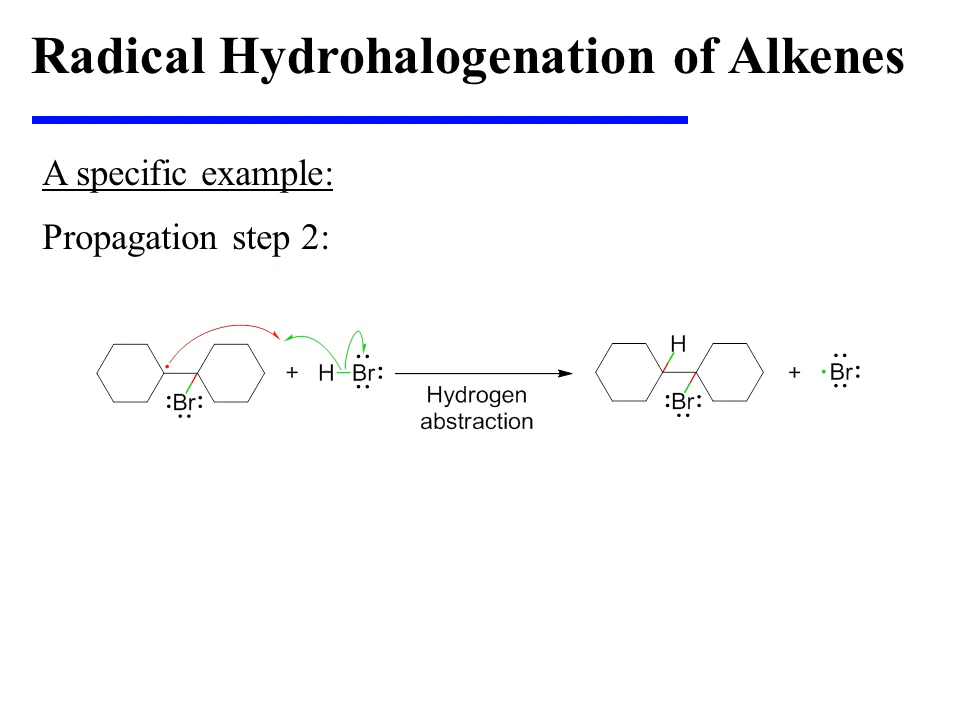 Radical Hydrohalogenation of Alkenes
A specific example:
Propagation step 2:
Br + H Br Hydrogen abstraction H Br + Br